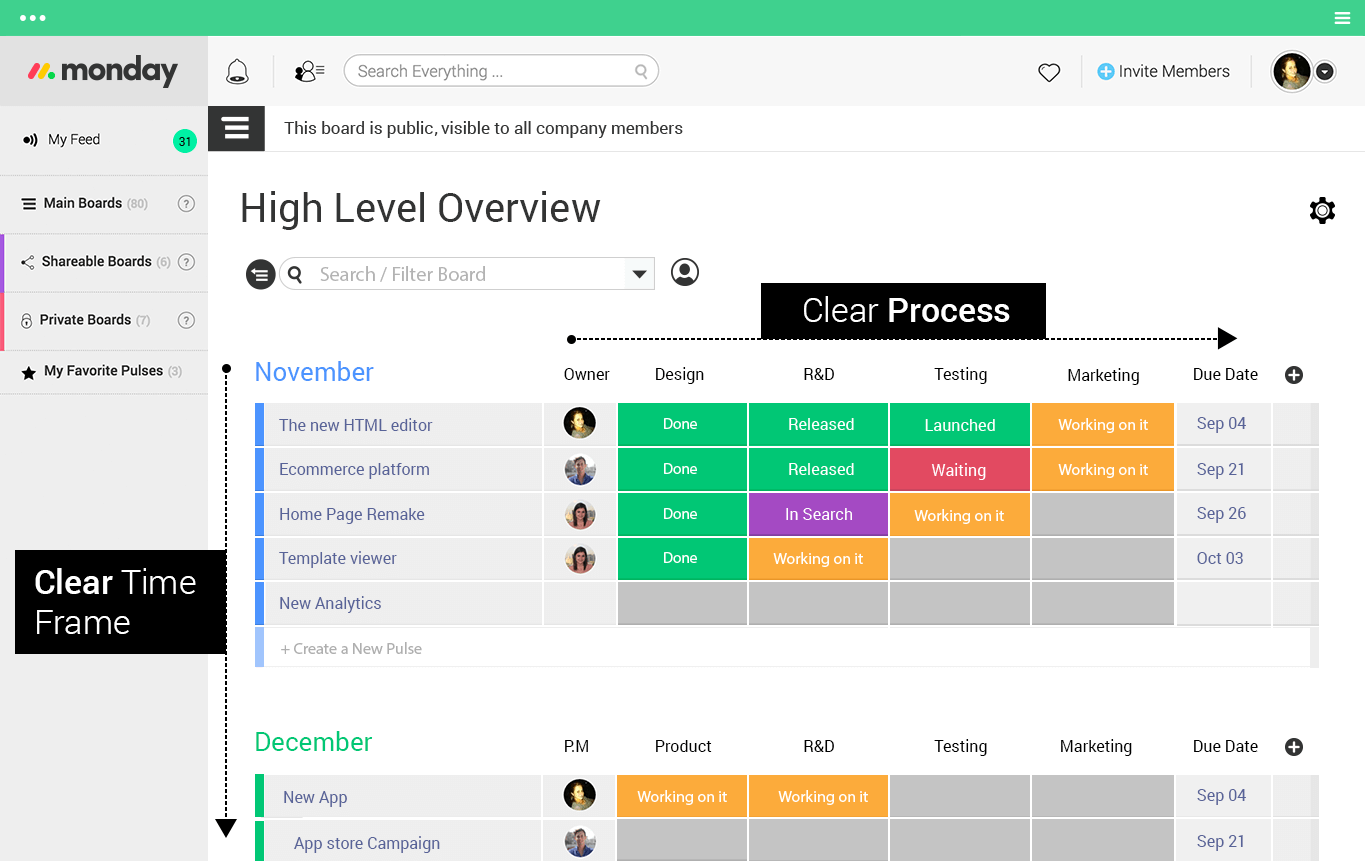 monday
Search Everything ...
Invite Members
My Feed
31
This board is public, visible to all company members
Main Boards (80) ?
Shareable Boards (6) ?
Private Boards (7) ?
My Favorite Pulses (3)
High Level Overview
Search / Filter Board
Clear Process
Clear Time
Frame
November Owner Design R&D Testing Marketing Due Date
The new HTML editor Done Released Launched Working on it Sep 04
Ecommerce platform Done Released Waiting Working on it Sep 21
Home Page Remake Done In Search Working on it Sep 26
Template viewer Done Working on it Oct 03
New Analytics
+ Create a New Pulse
December P.M Product R&D Testing Marketing Due Date
New App Working on it Working on it Sep 04
App store Campaign Sep 21